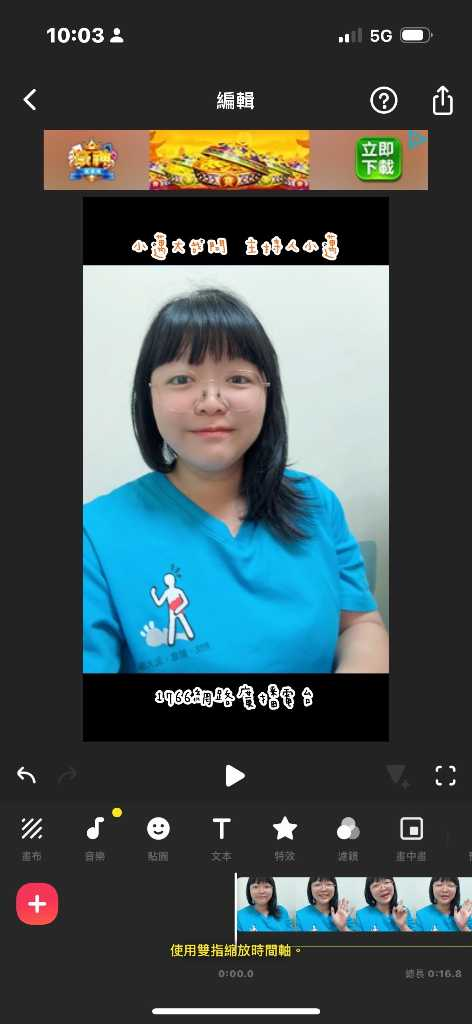 10:03
5G
編輯
立即
下載
小邁大哉問 主持人小邁
1766網路廣播電台
畫布
音樂
貼圖
文本
特效
濾鏡
畫中畫
使用雙指縮放時間軸。
0:00.0
總長 0:16.8